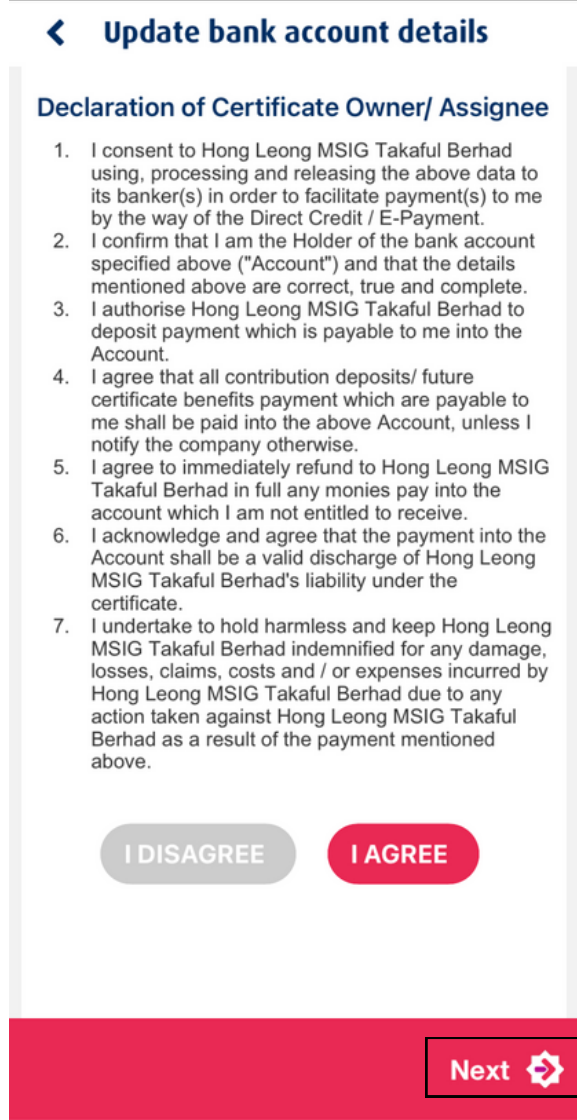 Update bank account details
Declaration of Certificate Owner/ Assignee
1. I consent to Hong Leong MSIG Takaful Berhad
using, processing and releasing the above data to
its banker(s) in order to facilitate payment(s) to me
by the way of the Direct Credit / E-Payment.
2. I confirm that I am the Holder of the bank account
specified above ("Account") and that the details
mentioned above are correct, true and complete.
3. I authorise Hong Leong MSIG Takaful Berhad to
deposit payment which is payable to me into the
Account.
4. I agree that all contribution deposits/ future
certificate benefits payment which are payable to
me shall be paid into the above Account, unless I
notify the company otherwise.
5. I agree to immediately refund to Hong Leong MSIG
Takaful Berhad in full any monies pay into the
account which I am not entitled to receive.
6. I acknowledge and agree that the payment into the
Account shall be a valid discharge of Hong Leong
MSIG Takaful Berhad's liability under the
certificate.
7. I undertake to hold harmless and keep Hong Leong
MSIG Takaful Berhad indemnified for any damage,
losses, claims, costs and / or expenses incurred by
Hong Leong MSIG Takaful Berhad due to any
action taken against Hong Leong MSIG Takaful
Berhad as a result of the payment mentioned
above.
I DISAGREE
I AGREE
Next